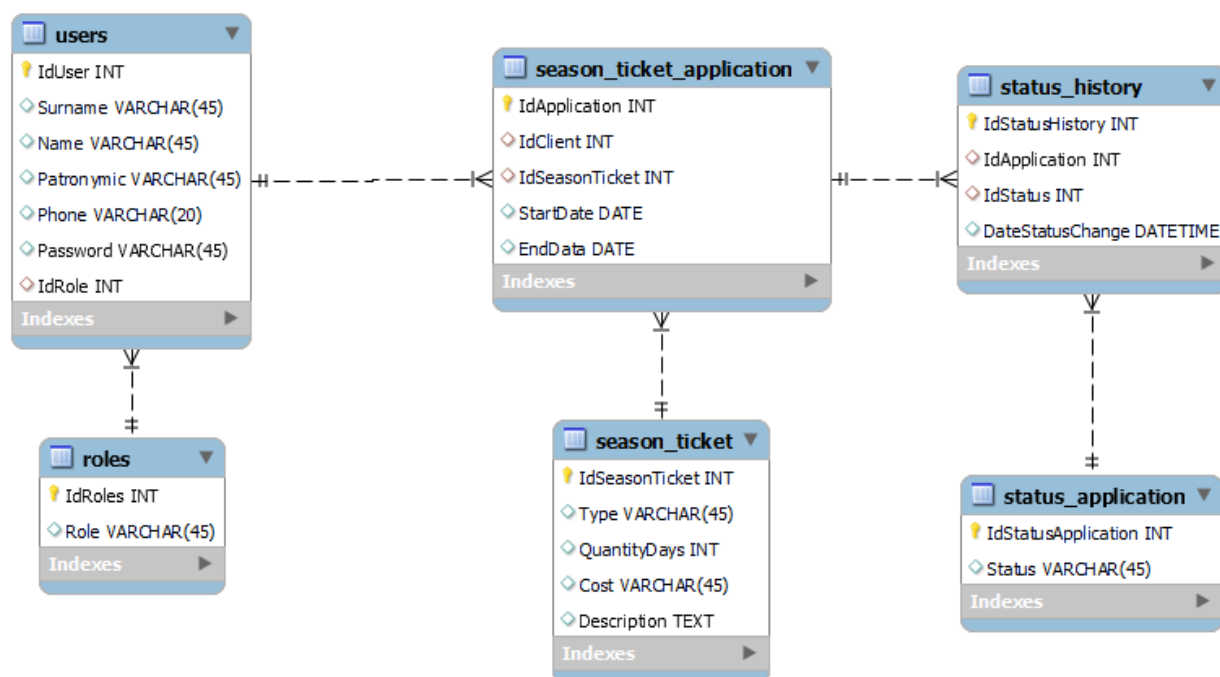 users
IdUser INT
Surname VARCHAR(45)
Name VARCHAR(45)
Patronymic VARCHAR(45)
Phone VARCHAR(20)
Password VARCHAR(45)
IdRole INT
Indexes
season_ticket_application
IdApplication INT
IdClient INT
IdSeasonTicket INT
StartDate DATE
EndData DATE
Indexes
status_history
IdStatusHistory INT
IdApplication INT
IdStatus INT
DateStatusChange DATETIME
Indexes
roles
IdRoles INT
Role VARCHAR(45)
Indexes
season_ticket
IdSeasonTicket INT
Type VARCHAR(45)
QuantityDays INT
Cost VARCHAR(45)
Description TEXT
Indexes
status_application
IdStatusApplication INT
Status VARCHAR(45)
Indexes